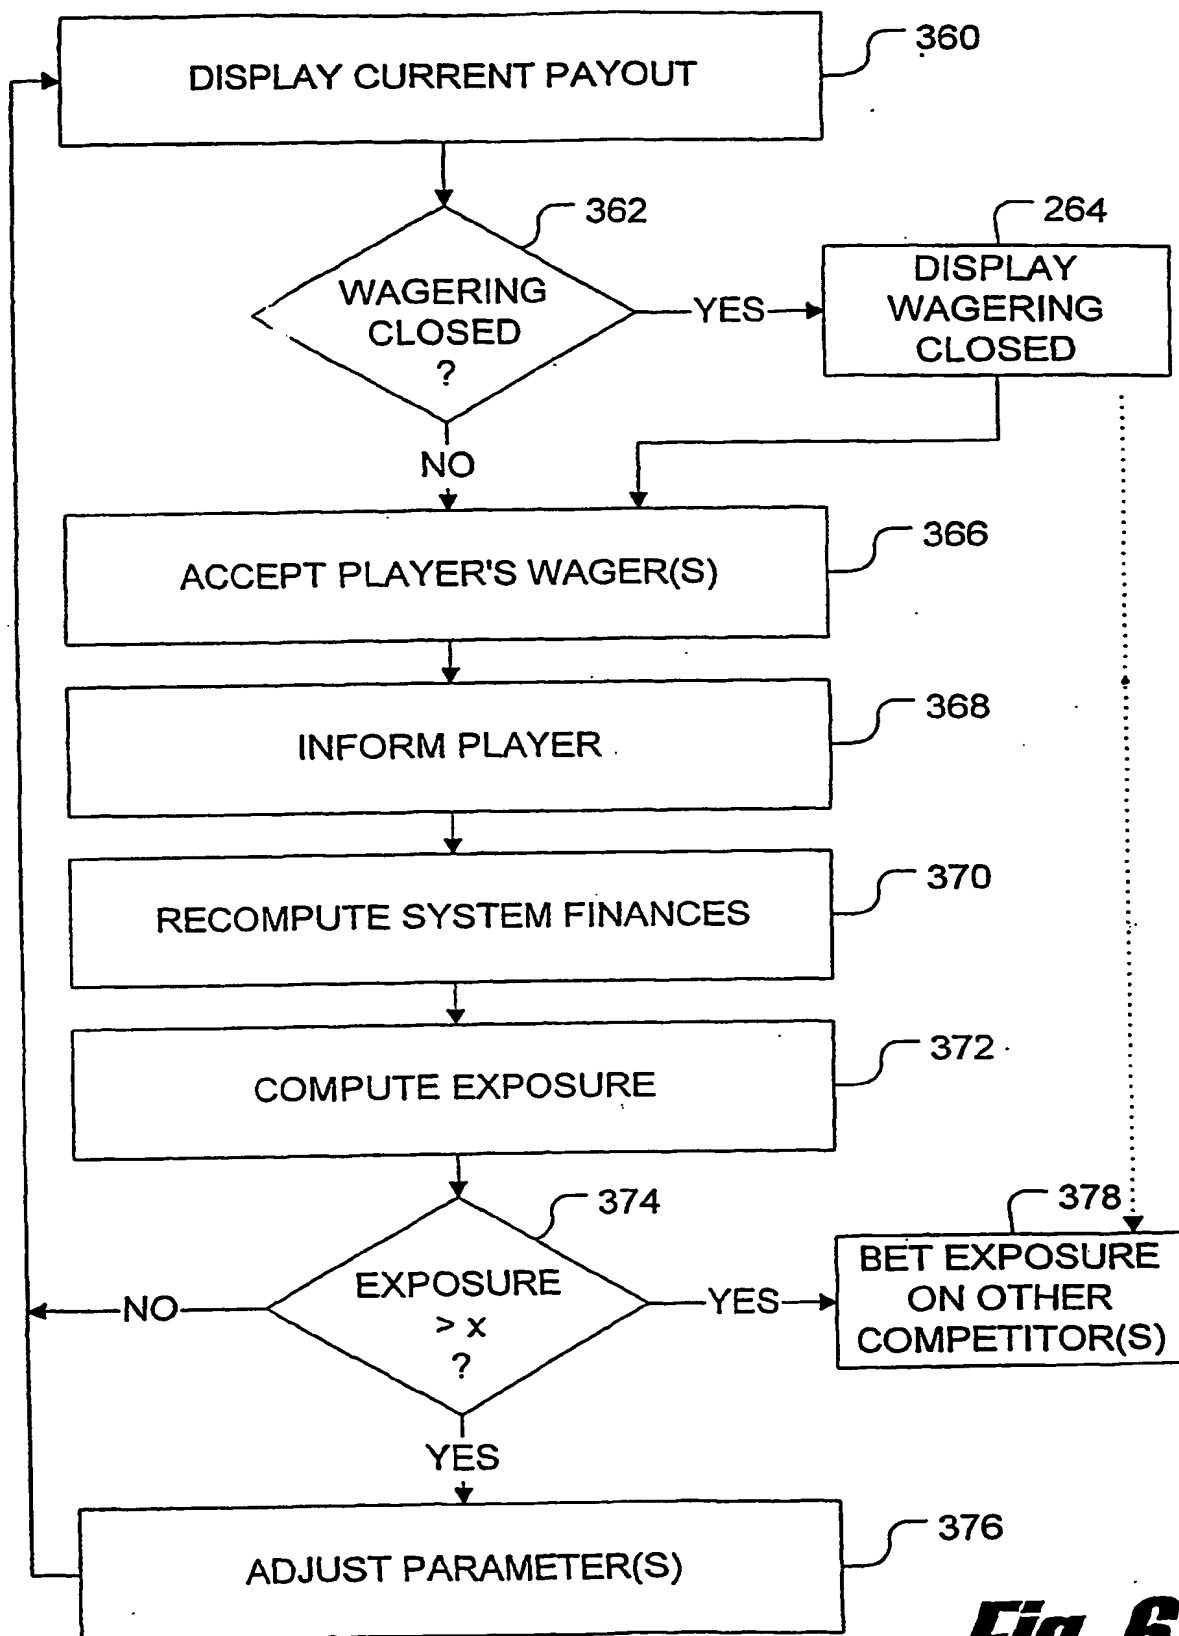 DISPLAY CURRENT PAYOUT
360
362
WAGERING
CLOSED
?
YES
264
DISPLAY
WAGERING
CLOSED
NO
ACCEPT PLAYER'S WAGER(S)
366
INFORM PLAYER
368
RECOMPUTE SYSTEM FINANCES
370
COMPUTE EXPOSURE
372
374
EXPOSURE
> x
?
NO
YES
378
BET EXPOSURE
ON OTHER
COMPETITOR(S)
YES
ADJUST PARAMETER(S)
376
Fig. 6